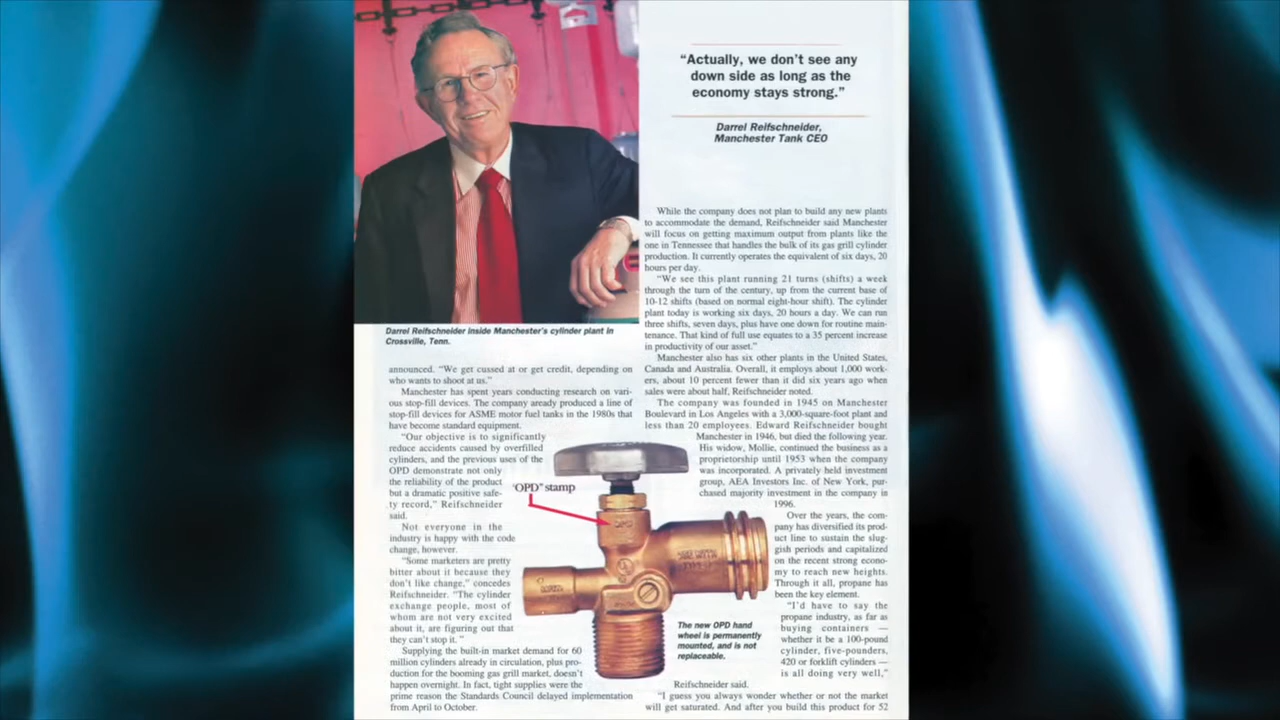 Darrel Reifschneider inside Manchester's cylinder plant in
Crossville, Tenn.
announced. “We get cussed at or get credit, depending on
who wants to shoot at us.”
Manchester has spent years conducting research on vari-
ous stop-fill devices. The company aready produced a line of
stop-fill devices for ASME motor fuel tanks in the 1980s that
have become standard equipment.
“Our objective is to significantly
reduce accidents caused by overfilled
cylinders, and the previous uses of the
OPD demonstrate not only
the reliability of the product
but a dramatic positive safe-
ty record,” Reifschneider
said.
Not everyone in the
industry is happy with the code
change, however.
“Some marketers are pretty
bitter about it because they
don't like change,” concedes
Reifschneider. “The cylinder
exchange people, most of
whom are not very excited
about it, are figuring out that
they can't stop it.”
Supplying the built-in market demand for 60
million cylinders already in circulation, plus pro-
duction for the booming gas grill market, doesn't
happen overnight. In fact, tight supplies were the
prime reason the Standards Council delayed implementation
from April to October.
“OPD” stamp
The new OPD hand
wheel is permanently
mounted, and is not
replaceable.
“Actually, we don't see any
down side as long as the
economy stays strong.”
Darrel Reifschneider,
Manchester Tank CEO
While the company does not plan to build any new plants
to accommodate the demand, Reifschneider said Manchester
will focus on getting maximum output from plants like the
one in Tennessee that handles the bulk of its gas grill cylinder
production. It currently operates the equivalent of six days, 20
hours per day.
“We see this plant running 21 turns (shifts) a week
through the turn of the century, up from the current base of
10-12 shifts (based on normal eight-hour shift). The cylinder
plant today is working six days, 20 hours a day. We can run
three shifts, seven days, plus have one down for routine main-
tenance. That kind of full use equates to a 35 percent increase
in productivity of our asset.”
Manchester also has six other plants in the United States,
Canada and Australia. Overall, it employs about 1,000 work-
ers, about 10 percent fewer than it did six years ago when
sales were about half, Reifschneider noted.
The company was founded in 1945 on Manchester
Boulevard in Los Angeles with a 3,000-square-foot plant and
less than 20 employees. Edward Reifschneider bought
Manchester in 1946, but died the following year.
His widow, Mollie, continued the business as a
proprietorship until 1953 when the company
was incorporated. A privately held investment
group, AEA Investors Inc. of New York, pur-
chased majority investment in the company in
1996.
Over the years, the com-
pany has diversified its prod-
uct line to sustain the slug-
gish periods and capitalized
on the recent strong econo-
my to reach new heights.
Through it all, propane has
been the key element.
“I'd have to say the
propane industry, as far as
buying containers —
whether it be a 100-pound
cylinder, five-pounders,
420 or forklift cylinders —
is all doing very well,”
Reifschneider said.
“I guess you always wonder whether or not the market
will get saturated. And after you build this product for 52